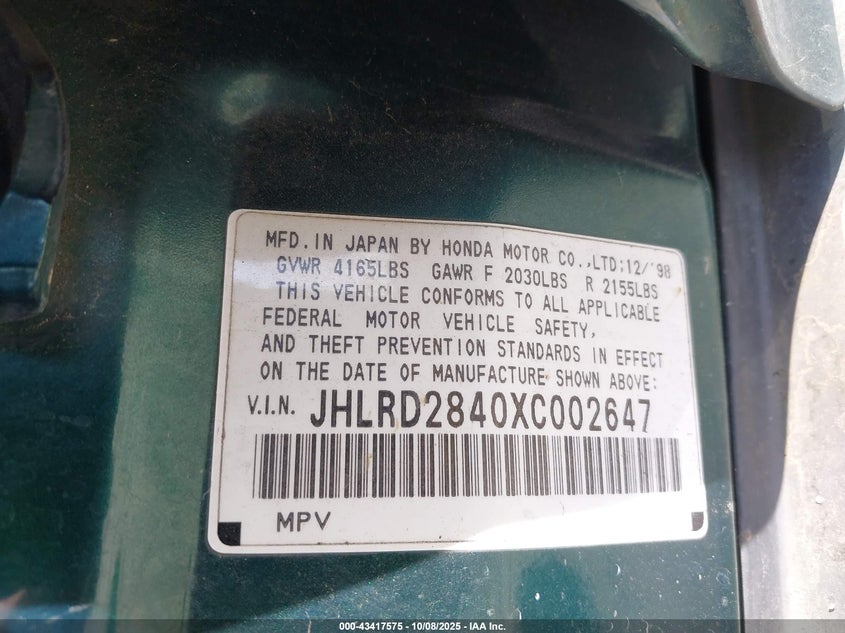 MFD. IN JAPAN BY HONDA MOTOR CO.,LTD;12/'98
GVWR 4165LBS GAWR F 2030LBS R 2155LBS
THIS VEHICLE CONFORMS TO ALL APPLICABLE
FEDERAL MOTOR VEHICLE SAFETY,
AND THEFT PREVENTION STANDARDS IN EFFECT
ON THE DATE OF MANUFACTURE SHOWN ABOVE:
V.I.N. JHLRD2840XC002647
MPV
000-43417575 - 10/08/2025 - IAA Inc.